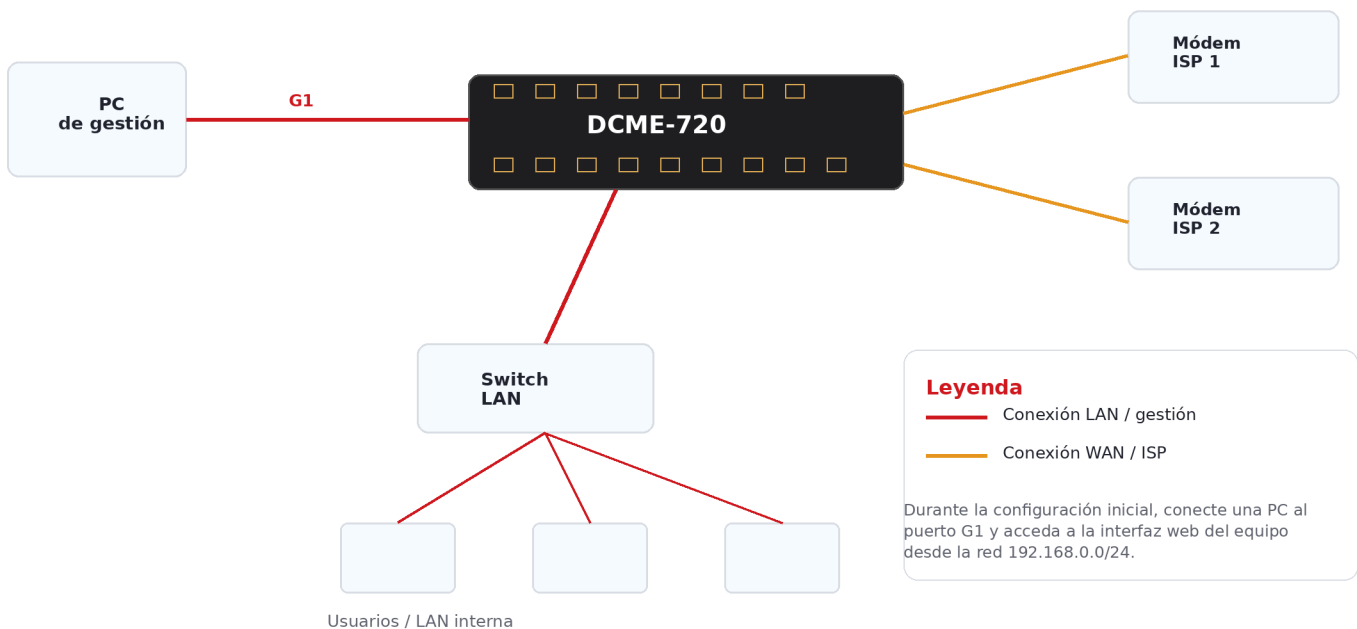 PC
de gestión
G1
DCME-720
Módem
ISP 1
Módem
ISP 2
Switch
LAN
Usuarios / LAN interna
Leyenda
Conexión LAN / gestión
Conexión WAN / ISP
Durante la configuración inicial, conecte una PC al
puerto G1 y acceda a la interfaz web del equipo
desde la red 192.168.0.0/24.